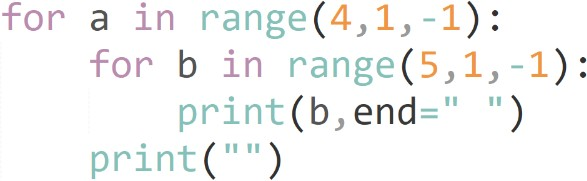 for a in range(4,1,-1):
    for b in range(5,1,-1):
        print(b,end=" ")
    print("")